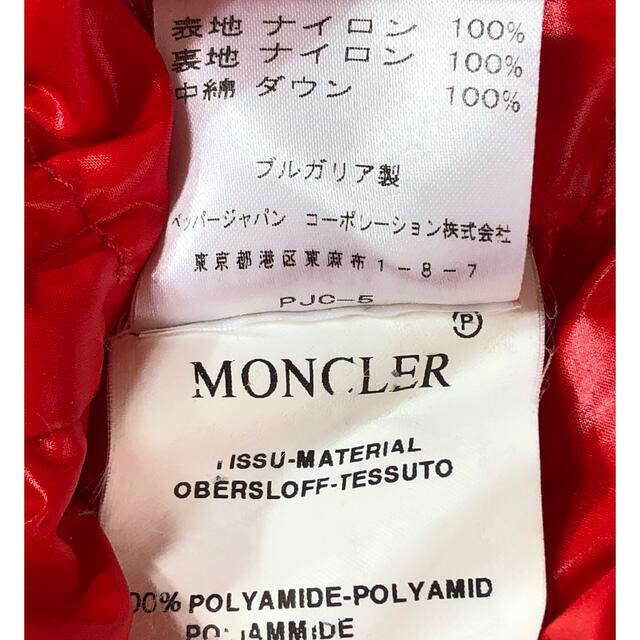 表地 ナイロン 100%
裏地 ナイロン 100%
中綿 ダウン 100%
ブルガリア製
ペッパージャパン コーポレーション株式会社
東京都港区東麻布1-8-7
PJC-5
P
MONCLER
TISSU-MATERIAL
OBERSLOFF-TESSUTO
100% POLYAMIDE-POLYAMID
POLIAMMIDE